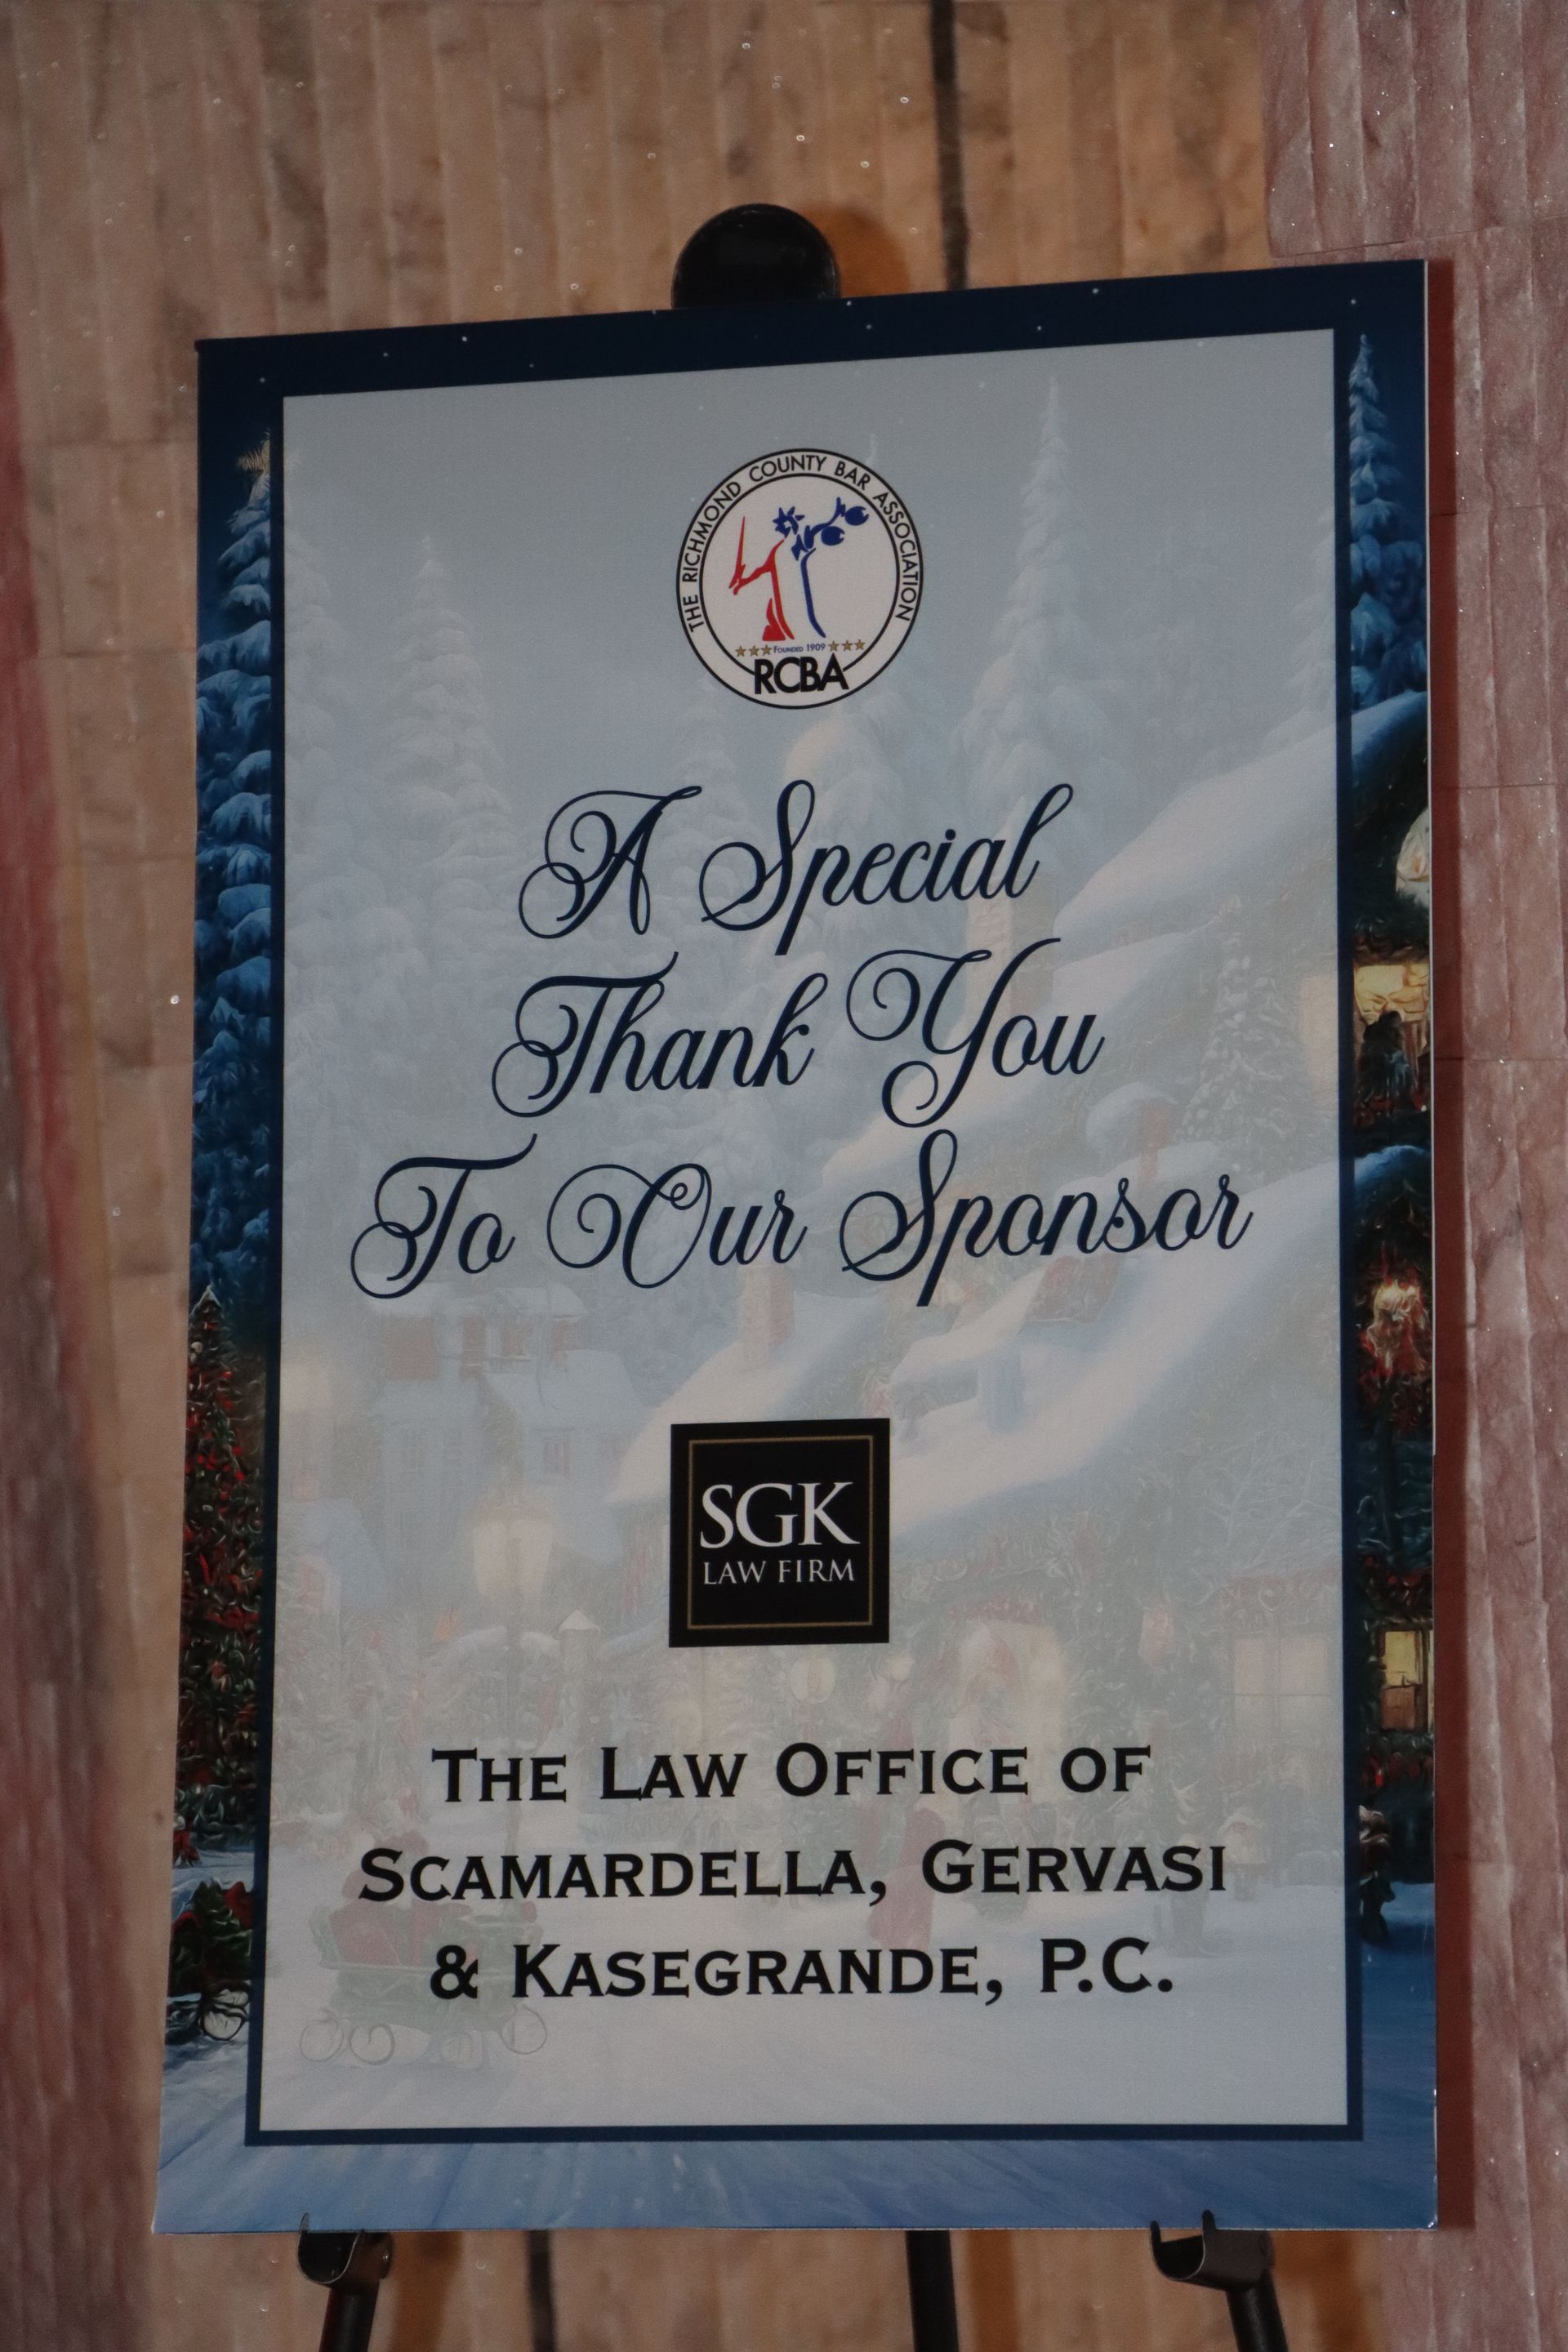 THE RICHMOND COUNTY BAR ASSOCIATION
FOUNDED 1909
RCBA
A Special
Thank You
To Our Sponsor
SGK
LAW FIRM
THE LAW OFFICE OF
SCAMARDELLA, GERVASI
& KASEGRANDE, P.C.